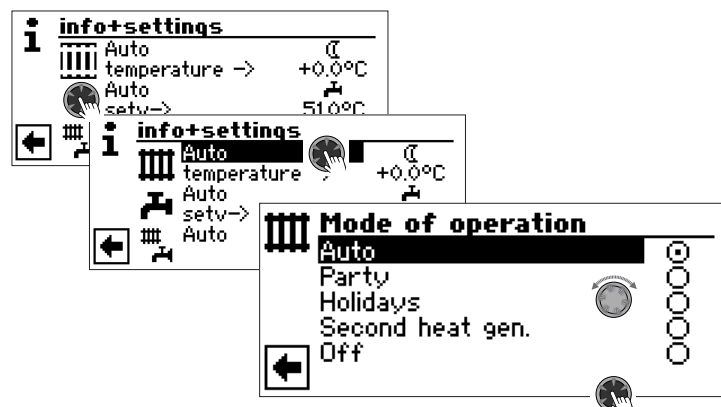 info+settings
Auto
temperature -> +0.0°C
Auto
setv-> 51.0°C
info+settings
Auto
temperature +0.0°C
Auto
setv->
Auto
Mode of operation
Auto
Party
Holidays
Second heat gen.
Off